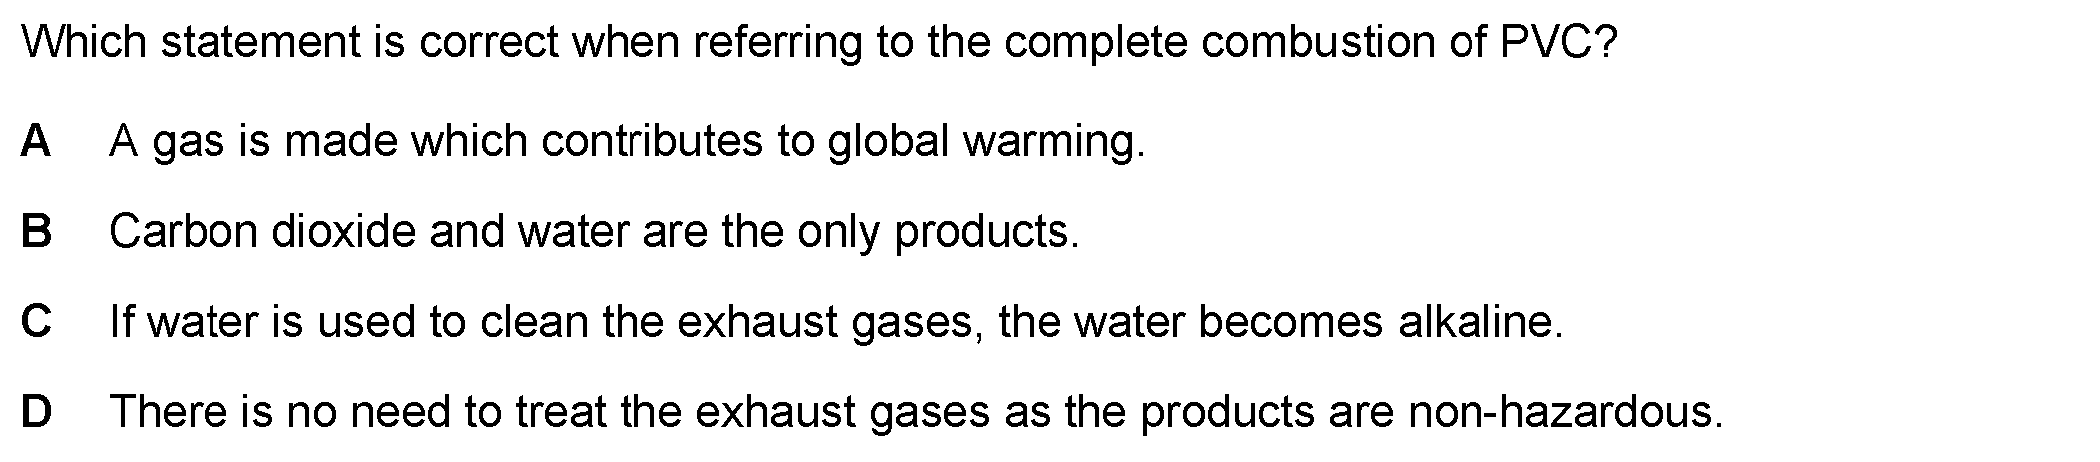 Which statement is correct when referring to the complete combustion of PVC?
A A gas is made which contributes to global warming.
B Carbon dioxide and water are the only products.
C If water is used to clean the exhaust gases, the water becomes alkaline.
D There is no need to treat the exhaust gases as the products are non-hazardous.